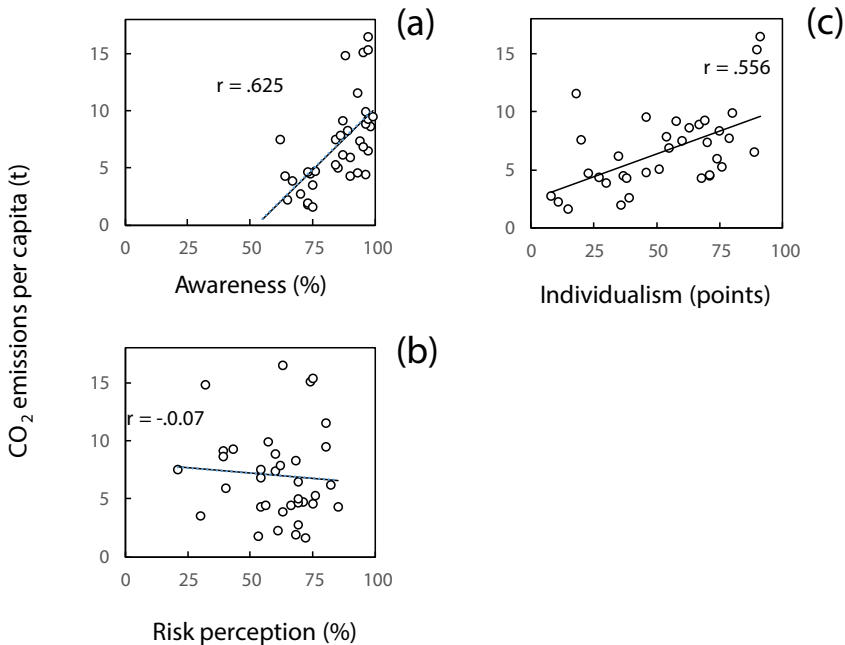 CO₂ emissions per capita (t)
(a)
15
10
5
0
r = .625
0 25 50 75 100
Awareness (%)
(c)
15
10
5
0
r = .556
0 25 50 75 100
Individualism (points)
(b)
15
10
5
0
r = -.0.07
0 25 50 75 100
Risk perception (%)